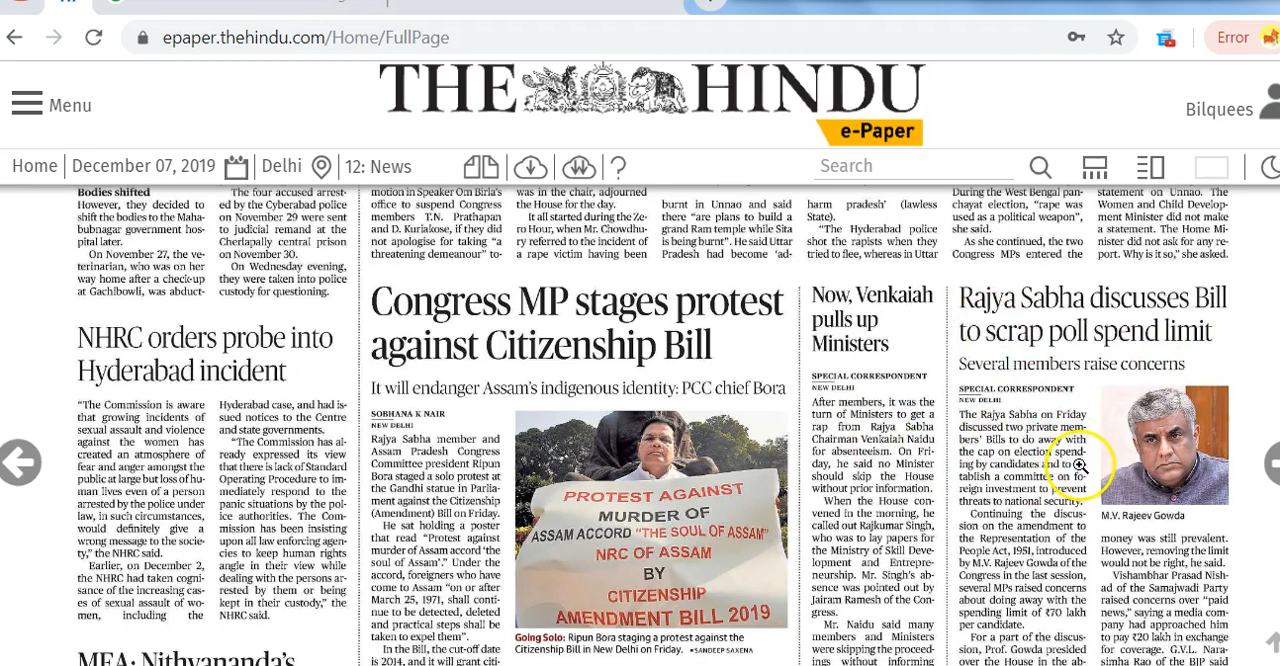 epaper.thehindu.com/Home/FullPage
Error
THE HINDU
e-Paper
Menu
Bilquees
Home
December 07, 2019
Delhi
12: News
?
Search
Bodies shifted
However, they decided to
shift the bodies to the Maha-
bubnagar government hos-
pital later.
On November 27, the ve-
terinarian, who was on her
way home after a check-up
at Gachibowli, was abduct-
The four accused arrest-
ed by the Cyberabad police
on November 29 were sent
to judicial remand at the
Cherlapally central prison
on November 30.
On Wednesday evening,
they were taken into police
custody for questioning.
motion in Speaker Om Birla's
office to suspend Congress
members T.N. Prathapan
and D. Kuriakose, if they did
not apologise for taking "a
threatening demeanour" to-
was in the chair, adjourned
the House for the day.
It all started during the Ze-
ro Hour, when Mr. Chowdhu-
ry referred to the incident of
a rape victim having been
burnt in Unnao and said
there "are plans to build a
grand Ram temple while Sita
is being burnt". He said Uttar
Pradesh had become 'ad-
harm pradesh' (lawless
State).
"The Hyderabad police
shot the rapists when they
tried to flee, whereas in Uttar
During the West Bengal pan-
chayat election, "rape was
used as a political weapon",
she said.
As she continued, the two
Congress MPs entered the
statement on Unnao. The
Women and Child Develop-
ment Minister did not make
a statement. The Home Mi-
nister did not ask for any re-
port. Why is it so," she asked.
NHRC orders probe into
Hyderabad incident
"The Commission is aware
that growing incidents of
sexual assault and violence
against the women has
created an atmosphere of
fear and anger amongst the
public at large but loss of hu-
man lives even of a person
arrested by the police under
law, in such circumstances,
would definitely give a
wrong message to the socie-
ty," the NHRC said.
Earlier, on December 2,
the NHRC had taken cogni-
sance of the increasing cas-
es of sexual assault of wo-
men, including the
Hyderabad case, and had is-
sued notices to the Centre
and state governments.
"The Commission has al-
ready expressed its view
that there is lack of Standard
Operating Procedure to im-
mediately respond to the
panic situations by the pol-
ice authorities. The Com-
mission has been insisting
upon all law enforcing agen-
cies to keep human rights
angle in their view while
dealing with the persons ar-
rested by them or being
kept in their custody," the
NHRC said.
MEA: Nithyananda's
Congress MP stages protest
against Citizenship Bill
It will endanger Assam's indigenous identity: PCC chief Bora
SOBHANA K NAIR
NEW DELHI
Rajya Sabha member and
Assam Pradesh Congress
Committee president Ripun
Bora staged a solo protest at
the Gandhi statue in Parlia-
ment against the Citizenship
(Amendment) Bill on Friday.
He sat holding a poster
that read "Protest against
murder of Assam accord 'the
soul of Assam'." Under the
accord, foreigners who have
come to Assam "on or after
March 25, 1971, shall conti-
nue to be detected, deleted
and practical steps shall be
taken to expel them".
In the Bill, the cut-off date
is 2014, and it will grant citi-
PROTEST AGAINST
MURDER OF
ASSAM ACCORD "THE SOUL OF ASSAM"
NRC OF ASSAM
BY
CITIZENSHIP
AMENDMENT BILL 2019
Going Solo: Ripun Bora staging a protest against the
Citizenship Bill in New Delhi on Friday. •SANDEEP SAXENA
Now, Venkaiah
pulls up
Ministers
SPECIAL CORRESPONDENT
NEW DELHI
After members, it was the
turn of Ministers to get a
rap from Rajya Sabha
Chairman Venkaiah Naidu
for absenteeism. On Fri-
day, he said no Minister
should skip the House
without prior information.
When the House con-
vened in the morning, he
called out Rajkumar Singh,
who was to lay papers for
the Ministry of Skill Deve-
lopment and Entrepre-
neurship. Mr. Singh's ab-
sence was pointed out by
Jairam Ramesh of the Con-
gress.
Mr. Naidu said many
members and Ministers
were skipping the proceed-
ings without informing
Rajya Sabha discusses Bill
to scrap poll spend limit
Several members raise concerns
SPECIAL CORRESPONDENT
NEW DELHI
The Rajya Sabha on Friday
discussed two private mem-
bers' Bills to do away with
the cap on election spend-
ing by candidates and to
tablish a committee on fo-
reign investment to prevent
threats to national security.
Continuing the discus-
sion on the amendment to
the Representation of the
People Act, 1951, introduced
by M.V. Rajeev Gowda of the
Congress in the last session,
several MPs raised concerns
about doing away with the
spending limit of ₹70 lakh
per candidate.
For a part of the discus-
sion, Prof. Gowda presided
over the House in the ab-
M.V. Rajeev Gowda
money was still prevalent.
However, removing the limit
would not be right, he said.
Vishambhar Prasad Nish-
ad of the Samajwadi Party
raised concerns over "paid
news," saying a media com-
pany had approached him
to pay ₹20 lakh in exchange
for coverage. G.V.L. Nara-
simha Rao of the BJP said